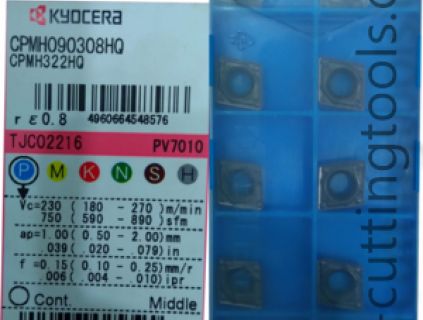 KYOCERA
CPMH090308HQ
CPMH322HQ
r ε 0.8 4960664548576
TJC02216 PV7010
P M K N S H
Vc=230 ( 180 - 270) m/min
750 ( 590 - 890) sfm
ap=1.00( 0.50 - 2.00) mm
.039( .020 - .079) in
f =0.15( 0.10 - 0.25) mm/r
.006( .004 - .010) ipr
Cont. Middle
-cuttingtools.com